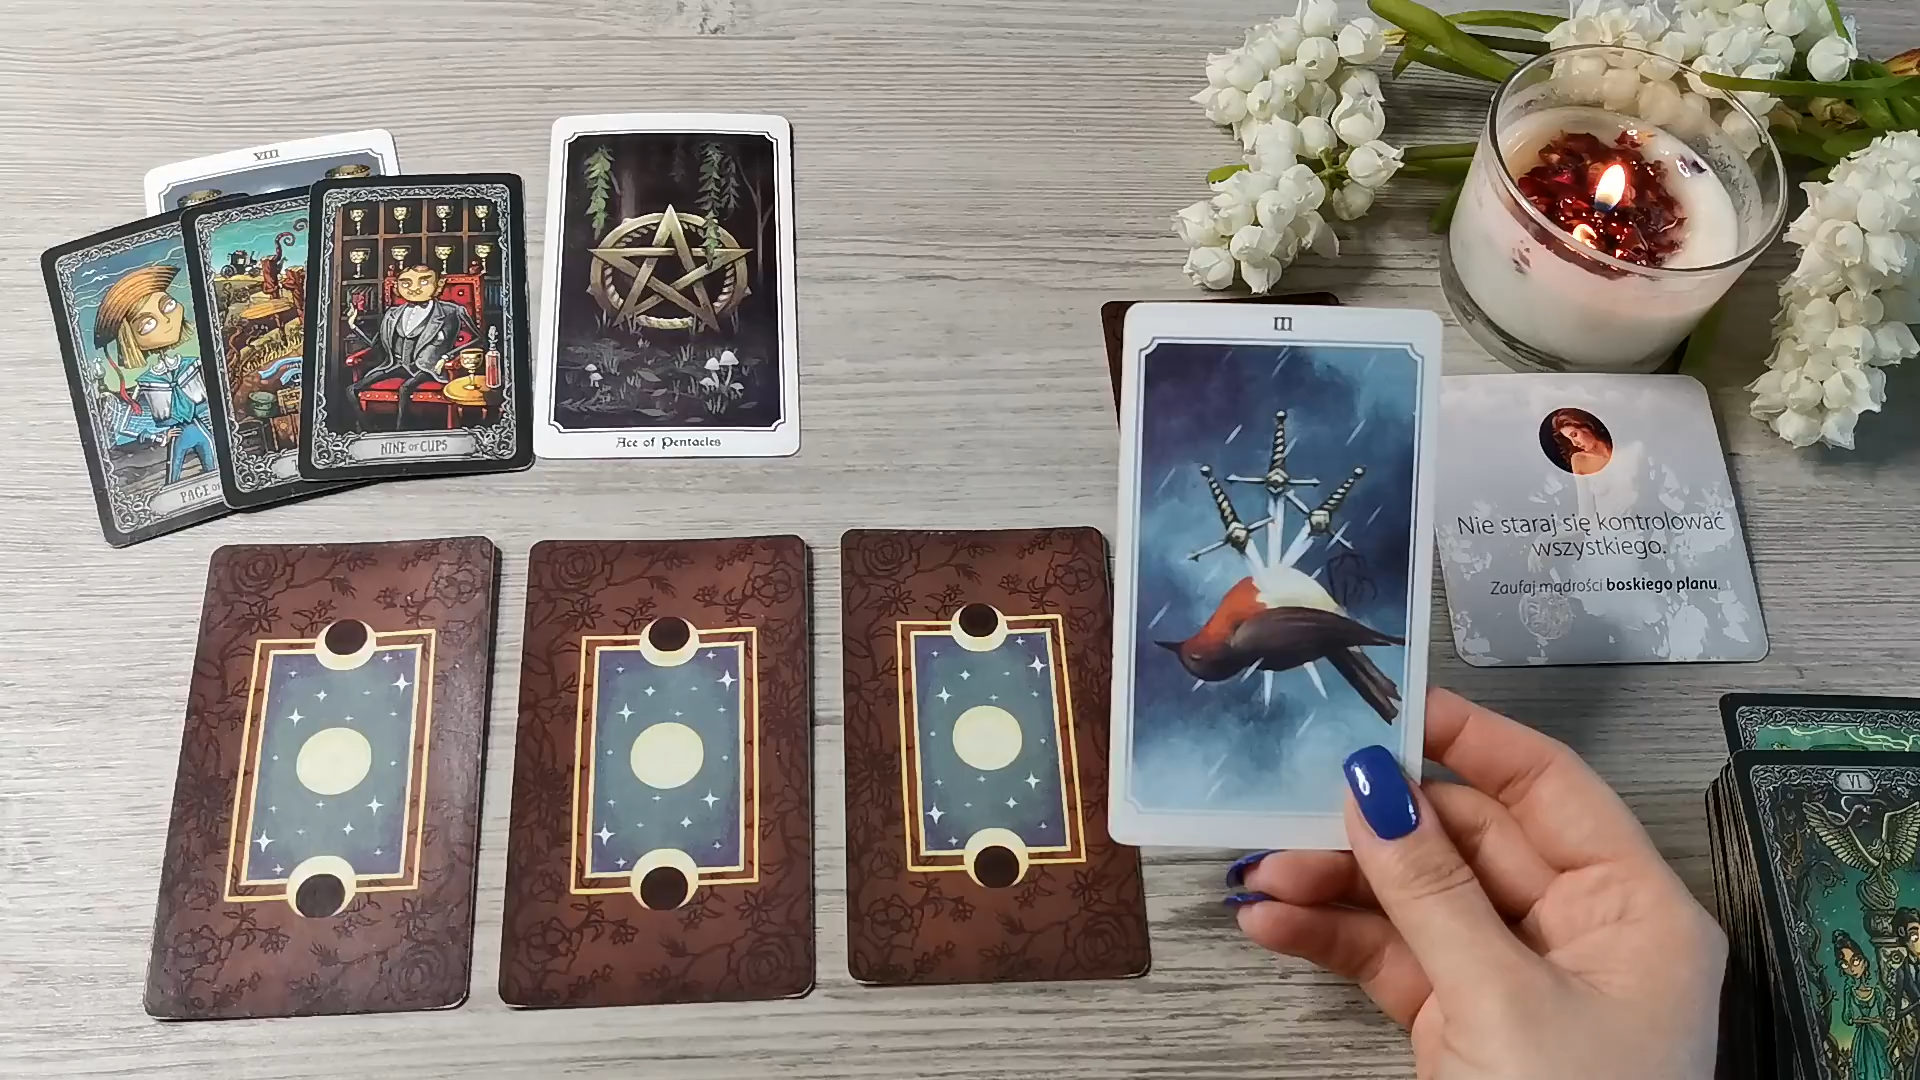 VIII
PAGE OF
NINE OF CUPS
Ace of Pentacles
III
Nie staraj się kontrolować
wszystkiego.
Zaufaj mądrości boskiego planu.
VI